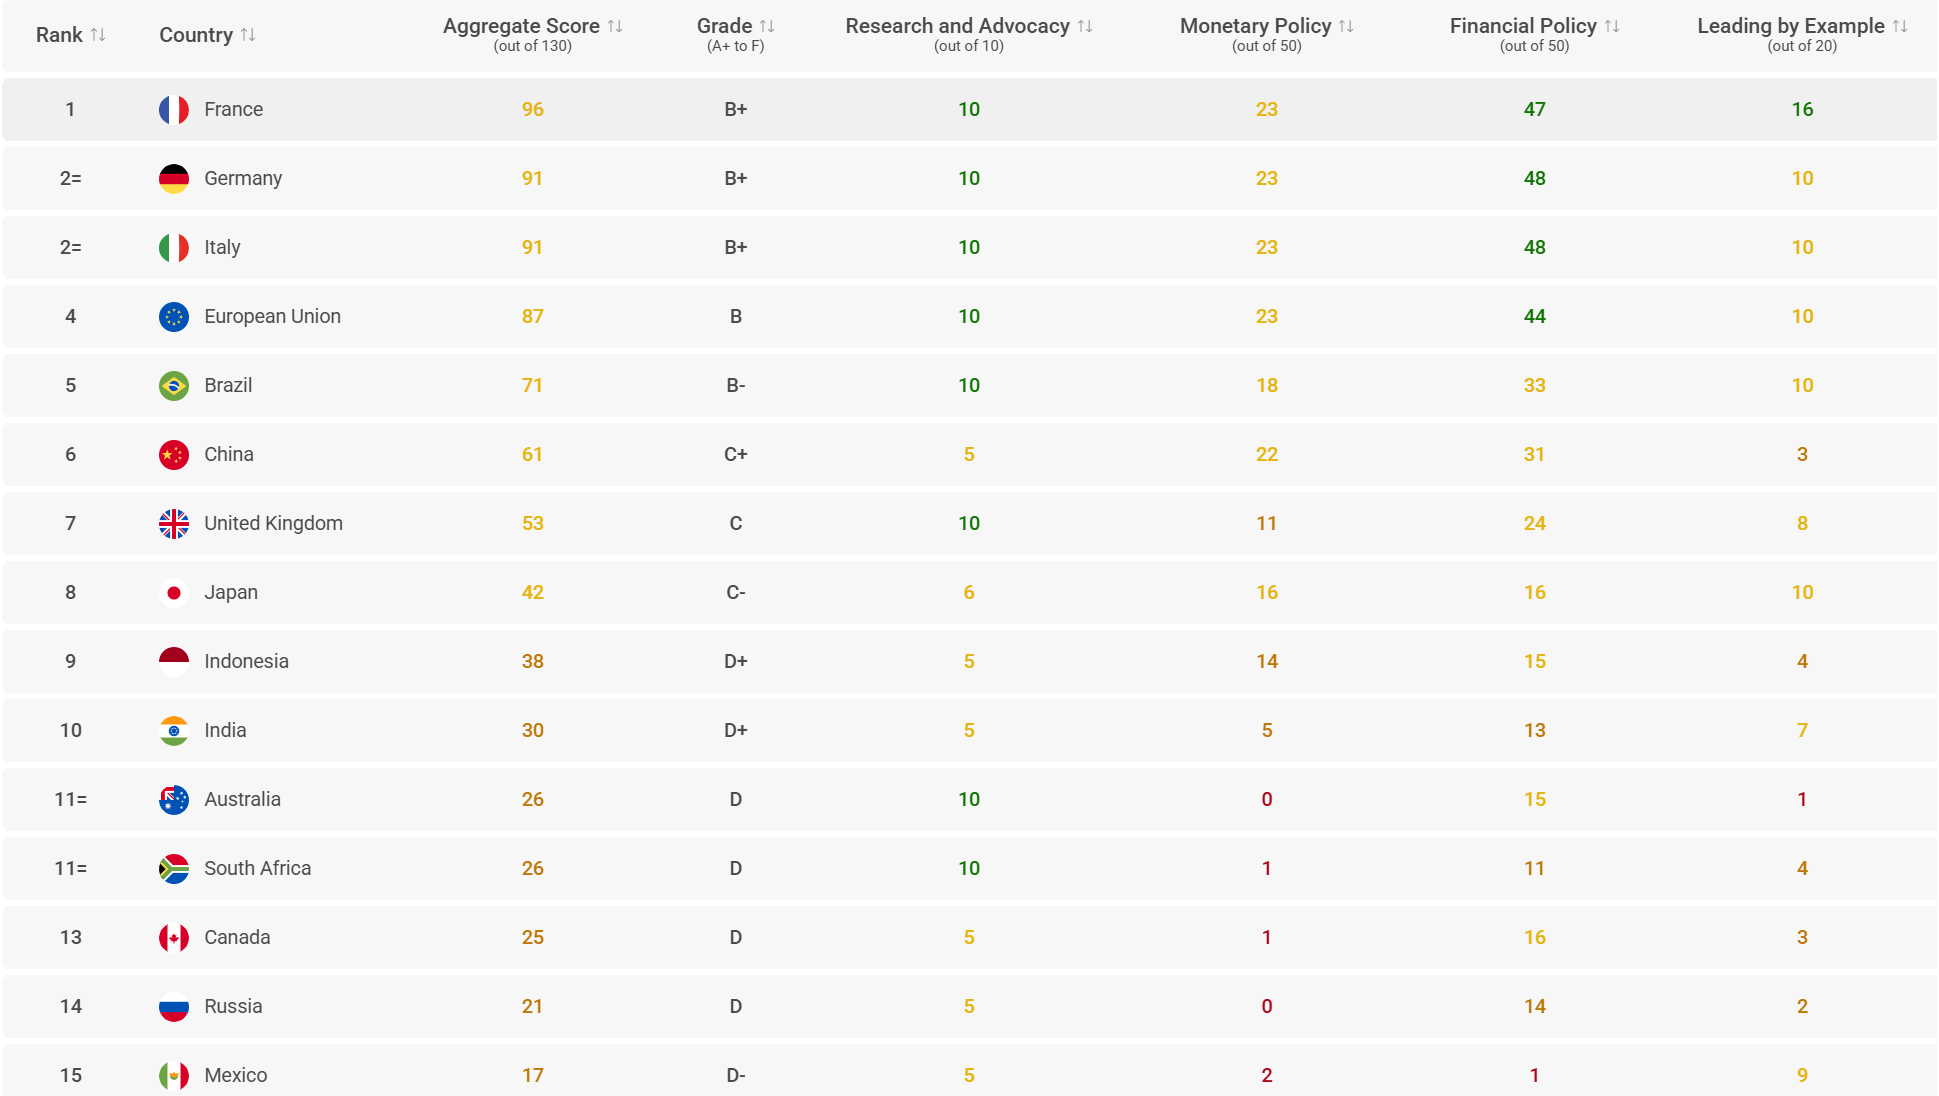 Rank Country Aggregate Score Grade Research and Advocacy Monetary Policy Financial Policy Leading by Example
(out of 130) (A+ to F) (out of 10) (out of 50) (out of 50) (out of 20)
1 France 96 B+ 10 23 47 16
2= Germany 91 B+ 10 23 48 10
2= Italy 91 B+ 10 23 48 10
4 European Union 87 B 10 23 44 10
5 Brazil 71 B- 10 18 33 10
6 China 61 C+ 5 22 31 3
7 United Kingdom 53 C 10 11 24 8
8 Japan 42 C- 6 16 16 10
9 Indonesia 38 D+ 5 14 15 4
10 India 30 D+ 5 5 13 7
11= Australia 26 D 10 0 15 1
11= South Africa 26 D 10 1 11 4
13 Canada 25 D 5 1 16 3
14 Russia 21 D 5 0 14 2
15 Mexico 17 D- 5 2 1 9